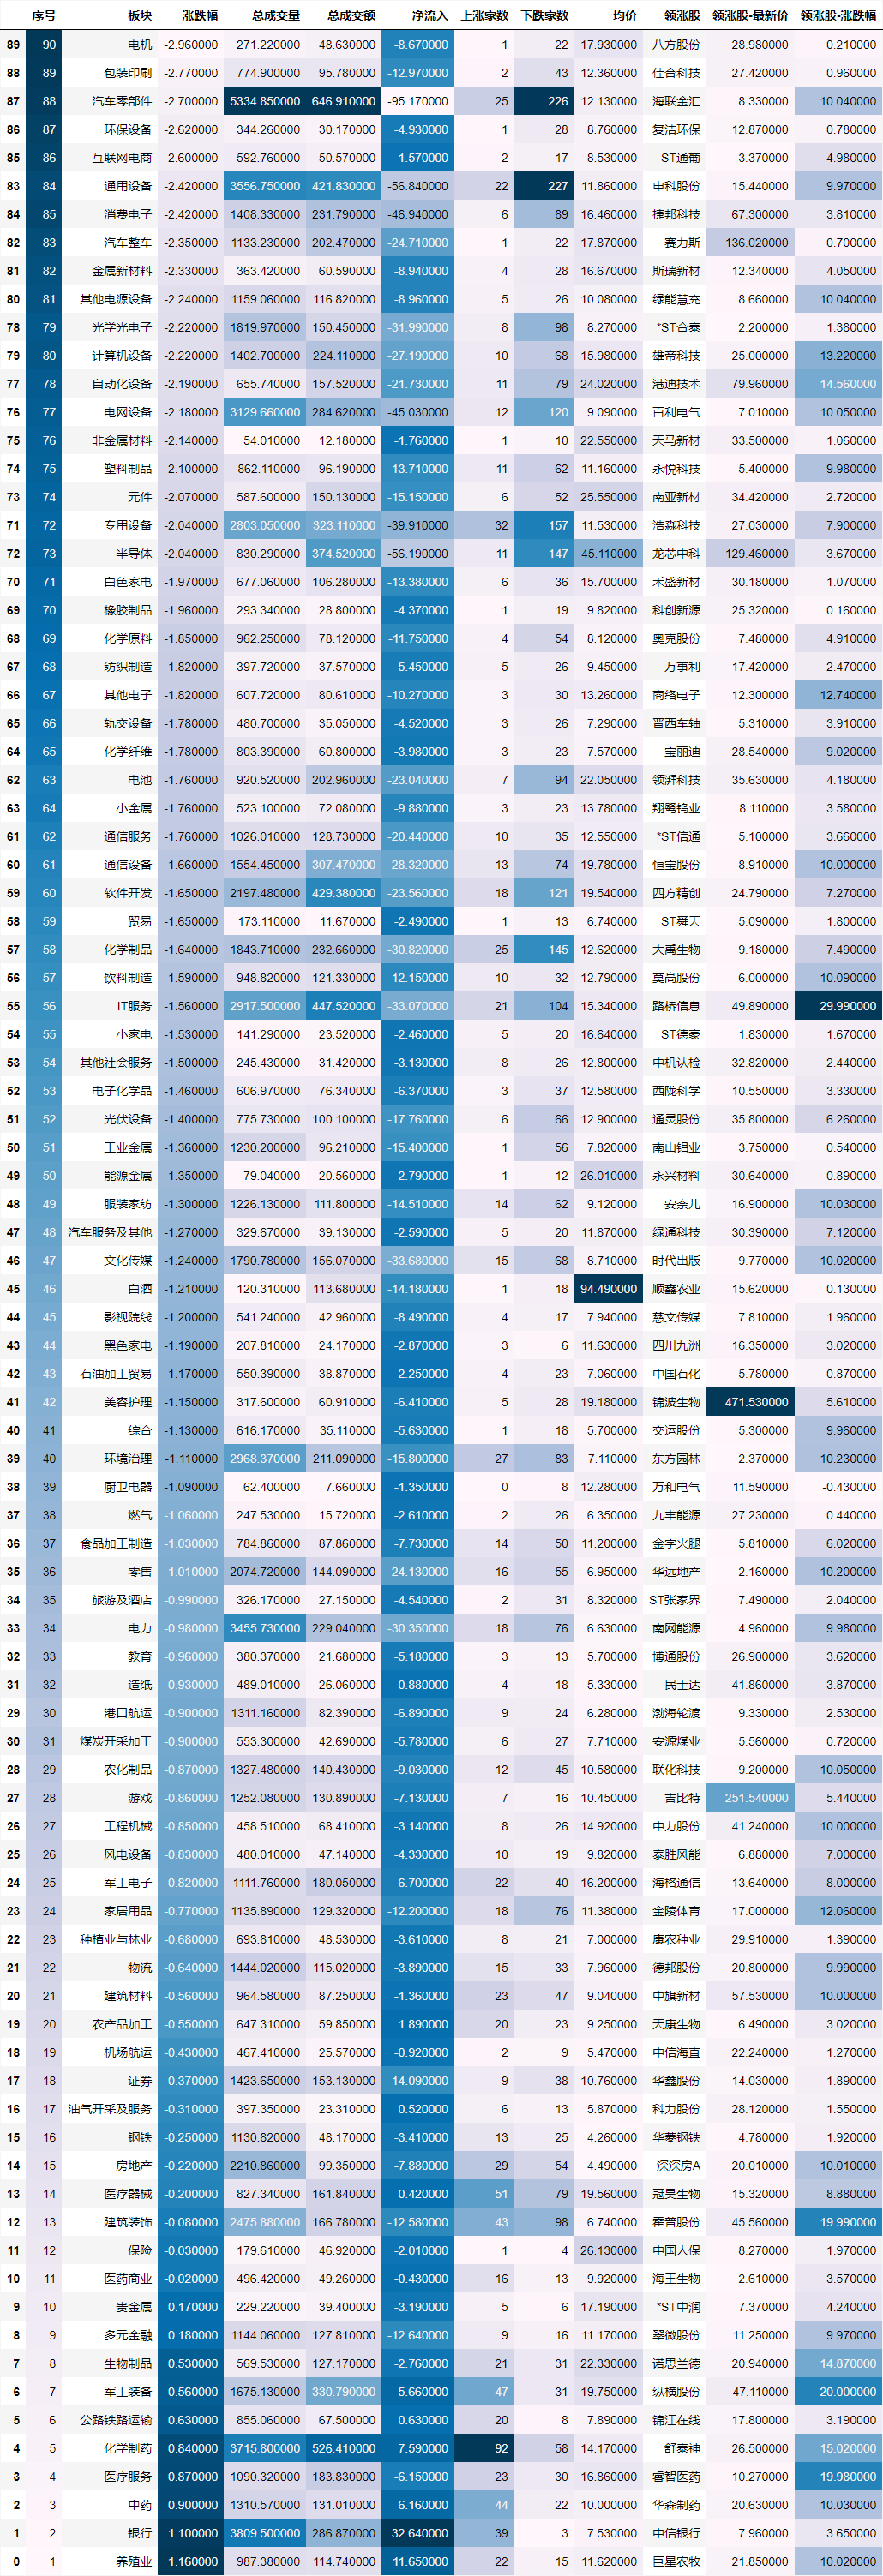 序号 板块 涨跌幅 总成交量 总成交额 净流入 上涨家数 下跌家数 均价 领涨股 领涨股-最新价 领涨股-涨跌幅
89 90 电机 -2.960000 271.220000 48.630000 -8.670000 1 22 17.930000 八方股份 28.980000 0.210000
88 89 包装印刷 -2.770000 774.900000 95.780000 -12.970000 2 43 12.360000 佳合科技 27.420000 0.960000
87 88 汽车零部件 -2.700000 5334.850000 646.910000 -95.170000 25 226 12.130000 海联金汇 8.330000 10.040000
86 87 环保设备 -2.620000 344.260000 30.170000 -4.930000 1 28 8.760000 复洁环保 12.870000 0.780000
85 86 互联网电商 -2.600000 592.760000 50.570000 -1.570000 2 17 8.530000 ST通葡 3.370000 4.980000
83 84 通用设备 -2.420000 3556.750000 421.830000 -56.840000 22 227 11.860000 申科股份 15.440000 9.970000
84 85 消费电子 -2.420000 1408.330000 231.790000 -46.940000 6 89 16.460000 捷邦科技 67.300000 3.810000
82 83 汽车整车 -2.350000 1133.230000 202.470000 -24.710000 1 22 17.870000 赛力斯 136.020000 0.700000
81 82 金属新材料 -2.330000 363.420000 60.590000 -8.940000 4 28 16.670000 斯瑞新材 12.340000 4.050000
80 81 其他电源设备 -2.240000 1159.060000 116.820000 -8.960000 5 26 10.080000 绿能慧充 8.660000 10.040000
78 79 光学光电子 -2.220000 1819.970000 150.450000 -31.990000 8 98 8.270000 *ST合泰 2.200000 1.380000
79 80 计算机设备 -2.220000 1402.700000 224.110000 -27.190000 10 68 15.980000 雄帝科技 25.000000 13.220000
77 78 自动化设备 -2.190000 655.740000 157.520000 -21.730000 11 79 24.020000 港迪技术 79.960000 14.560000
76 77 电网设备 -2.180000 3129.660000 284.620000 -45.030000 12 120 9.090000 百利电气 7.010000 10.050000
75 76 非金属材料 -2.140000 54.010000 12.180000 -1.760000 1 10 22.550000 天马新材 33.500000 1.060000
74 75 塑料制品 -2.100000 862.110000 96.190000 -13.710000 11 62 11.160000 永悦科技 5.400000 9.980000
73 74 元件 -2.070000 587.600000 150.130000 -15.150000 6 52 25.550000 南亚新材 34.420000 2.720000
71 72 专用设备 -2.040000 2803.050000 323.110000 -39.910000 32 157 11.530000 浩淼科技 27.030000 7.900000
72 73 半导体 -2.040000 830.290000 374.520000 -56.190000 11 147 45.110000 龙芯中科 129.460000 3.670000
70 71 白色家电 -1.970000 677.060000 106.280000 -13.380000 6 36 15.700000 禾盛新材 30.180000 1.070000
69 70 橡胶制品 -1.960000 293.340000 28.800000 -4.370000 1 19 9.820000 科创新源 25.320000 0.160000
68 69 化学原料 -1.850000 962.250000 78.120000 -11.750000 4 54 8.120000 奥克股份 7.480000 4.910000
67 68 纺织制造 -1.820000 397.720000 37.570000 -5.450000 5 26 9.450000 万事利 17.420000 2.470000
66 67 其他电子 -1.820000 607.720000 80.610000 -10.270000 3 30 13.260000 商络电子 12.300000 12.740000
65 66 轨交设备 -1.780000 480.700000 35.050000 -4.520000 3 26 7.290000 晋西车轴 5.310000 3.910000
64 65 化学纤维 -1.780000 803.390000 60.800000 -3.980000 3 23 7.570000 宝丽迪 28.540000 9.020000
62 63 电池 -1.760000 920.520000 202.960000 -23.040000 7 94 22.050000 领湃科技 35.630000 4.180000
63 64 小金属 -1.760000 523.100000 72.080000 -9.880000 3 23 13.780000 翔鹭钨业 8.110000 3.580000
61 62 通信服务 -1.760000 1026.010000 128.730000 -20.440000 10 35 12.550000 *ST信通 5.100000 3.660000
60 61 通信设备 -1.660000 1554.450000 307.470000 -28.320000 13 74 19.780000 恒宝股份 8.910000 10.000000
59 60 软件开发 -1.650000 2197.480000 429.380000 -23.560000 18 121 19.540000 四方精创 24.790000 7.270000
58 59 贸易 -1.650000 173.110000 11.670000 -2.490000 1 13 6.740000 ST舜天 5.090000 1.800000
57 58 化学制品 -1.640000 1843.710000 232.660000 -30.820000 25 145 12.620000 大禹生物 9.180000 7.490000
56 57 饮料制造 -1.590000 948.820000 121.330000 -12.150000 10 32 12.790000 莫高股份 6.000000 10.090000
55 56 IT服务 -1.560000 2917.500000 447.520000 -33.070000 21 104 15.340000 路桥信息 49.890000 29.990000
54 55 小家电 -1.530000 141.290000 23.520000 -2.460000 5 20 16.640000 ST德豪 1.830000 1.670000
53 54 其他社会服务 -1.500000 245.430000 31.420000 -3.130000 8 26 12.800000 中机认检 32.820000 2.440000
52 53 电子化学品 -1.460000 606.970000 76.340000 -6.370000 3 37 12.580000 西陇科学 10.550000 3.330000
51 52 光伏设备 -1.400000 775.730000 100.100000 -17.760000 6 66 12.900000 通灵股份 35.800000 6.260000
50 51 工业金属 -1.360000 1230.200000 96.210000 -15.400000 1 56 7.820000 南山铝业 3.750000 0.540000
49 50 能源金属 -1.350000 79.040000 20.560000 -2.790000 1 12 26.010000 永兴材料 30.640000 0.890000
48 49 服装家纺 -1.300000 1226.130000 111.800000 -14.510000 14 62 9.120000 安奈儿 16.900000 10.030000
47 48 汽车服务及其他 -1.270000 329.670000 39.130000 -2.590000 5 20 11.870000 绿通科技 30.390000 7.120000
46 47 文化传媒 -1.240000 1790.780000 156.070000 -33.680000 15 68 8.710000 时代出版 9.770000 10.020000
45 46 白酒 -1.210000 120.310000 113.680000 -14.180000 1 18 94.490000 顺鑫农业 15.620000 0.130000
44 45 影视院线 -1.200000 541.240000 42.960000 -8.490000 4 17 7.940000 慈文传媒 7.810000 1.960000
43 44 黑色家电 -1.190000 207.810000 24.170000 -2.870000 3 6 11.630000 四川九洲 16.350000 3.020000
42 43 石油加工贸易 -1.170000 550.390000 38.870000 -2.250000 4 23 7.060000 中国石化 5.780000 0.870000
41 42 美容护理 -1.150000 317.600000 60.910000 -6.410000 5 28 19.180000 锦波生物 471.530000 5.610000
40 41 综合 -1.130000 616.170000 35.110000 -5.630000 1 18 5.700000 交运股份 5.300000 9.960000
39 40 环境治理 -1.110000 2968.370000 211.090000 -15.800000 27 83 7.110000 东方园林 2.370000 10.230000
38 39 厨卫电器 -1.090000 62.400000 7.660000 -1.350000 0 8 12.280000 万和电气 11.590000 -0.430000
37 38 燃气 -1.060000 247.530000 15.720000 -2.610000 2 26 6.350000 九丰能源 27.230000 0.440000
36 37 食品加工制造 -1.030000 784.860000 87.860000 -7.730000 14 50 11.200000 金字火腿 5.810000 6.020000
35 36 零售 -1.010000 2074.720000 144.090000 -24.130000 16 55 6.950000 华远地产 2.160000 10.200000
34 35 旅游及酒店 -0.990000 326.170000 27.150000 -4.540000 2 31 8.320000 ST张家界 7.490000 2.040000
33 34 电力 -0.980000 3455.730000 229.040000 -30.350000 18 76 6.630000 南网能源 4.960000 9.980000
32 33 教育 -0.960000 380.370000 21.680000 -5.180000 3 13 5.700000 博通股份 26.900000 3.620000
31 32 造纸 -0.930000 489.010000 26.060000 -0.880000 4 18 5.330000 民士达 41.860000 3.870000
29 30 港口航运 -0.900000 1311.160000 82.390000 -6.890000 9 24 6.280000 渤海轮渡 9.330000 2.530000
30 31 煤炭开采加工 -0.900000 553.300000 42.690000 -5.780000 6 27 7.710000 安源煤业 5.560000 0.720000
28 29 农化制品 -0.870000 1327.480000 140.430000 -9.030000 12 45 10.580000 联化科技 9.200000 10.050000
27 28 游戏 -0.860000 1252.080000 130.890000 -7.130000 7 16 10.450000 吉比特 251.540000 5.440000
26 27 工程机械 -0.850000 458.510000 68.410000 -3.140000 8 26 14.920000 中力股份 41.240000 10.000000
25 26 风电设备 -0.830000 480.010000 47.140000 -4.330000 10 19 9.820000 泰胜风能 6.880000 7.000000
24 25 军工电子 -0.820000 1111.760000 180.050000 -6.700000 22 40 16.200000 海格通信 13.640000 8.000000
23 24 家居用品 -0.770000 1135.890000 129.320000 -12.200000 18 76 11.380000 金陵体育 17.000000 12.060000
22 23 种植业与林业 -0.680000 693.810000 48.530000 -3.610000 8 21 7.000000 康农种业 29.910000 1.390000
21 22 物流 -0.640000 1444.020000 115.020000 -3.890000 15 33 7.960000 德邦股份 20.800000 9.990000
20 21 建筑材料 -0.560000 964.580000 87.250000 -1.360000 23 47 9.040000 中旗新材 57.530000 10.000000
19 20 农产品加工 -0.550000 647.310000 59.850000 1.890000 20 23 9.250000 天康生物 6.490000 3.020000
18 19 机场航运 -0.430000 467.410000 25.570000 -0.920000 2 9 5.470000 中信海直 22.240000 1.270000
17 18 证券 -0.370000 1423.650000 153.130000 -14.090000 9 38 10.760000 华鑫股份 14.030000 1.890000
16 17 油气开采及服务 -0.310000 397.350000 23.310000 0.520000 6 13 5.870000 科力股份 28.120000 1.550000
15 16 钢铁 -0.250000 1130.820000 48.170000 -3.410000 13 25 4.260000 华菱钢铁 4.780000 1.920000
14 15 房地产 -0.220000 2210.860000 99.350000 -7.880000 29 54 4.490000 深深房A 20.010000 10.010000
13 14 医疗器械 -0.200000 827.340000 161.840000 0.420000 51 79 19.560000 冠昊生物 15.320000 8.880000
12 13 建筑装饰 -0.080000 2475.880000 166.780000 -12.580000 43 98 6.740000 霍普股份 45.560000 19.990000
11 12 保险 -0.030000 179.610000 46.920000 -2.010000 1 4 26.130000 中国人保 8.270000 1.970000
10 11 医药商业 -0.020000 496.420000 49.260000 -0.430000 16 13 9.920000 海王生物 2.610000 3.570000
9 10 贵金属 0.170000 229.220000 39.400000 -3.190000 5 6 17.190000 *ST中润 7.370000 4.240000
8 9 多元金融 0.180000 1144.060000 127.810000 -12.640000 9 16 11.170000 翠微股份 11.250000 9.970000
7 8 生物制品 0.530000 569.530000 127.170000 -2.760000 21 31 22.330000 诺思兰德 20.940000 14.870000
6 7 军工装备 0.560000 1675.130000 330.790000 5.660000 47 31 19.750000 纵横股份 47.110000 20.000000
5 6 公路铁路运输 0.630000 855.060000 67.500000 0.630000 20 8 7.890000 锦江在线 17.800000 3.190000
4 5 化学制药 0.840000 3715.800000 526.410000 7.590000 92 58 14.170000 舒泰神 26.500000 15.020000
3 4 医疗服务 0.870000 1090.320000 183.830000 -6.150000 23 30 16.860000 睿智医药 10.270000 19.980000
2 3 中药 0.900000 1310.570000 131.010000 6.160000 44 22 10.000000 华森制药 20.630000 10.030000
1 2 银行 1.100000 3809.500000 286.870000 32.640000 39 3 7.530000 中信银行 7.960000 3.650000
0 1 养殖业 1.160000 987.380000 114.740000 11.650000 22 15 11.620000 巨星农牧 21.850000 10.020000